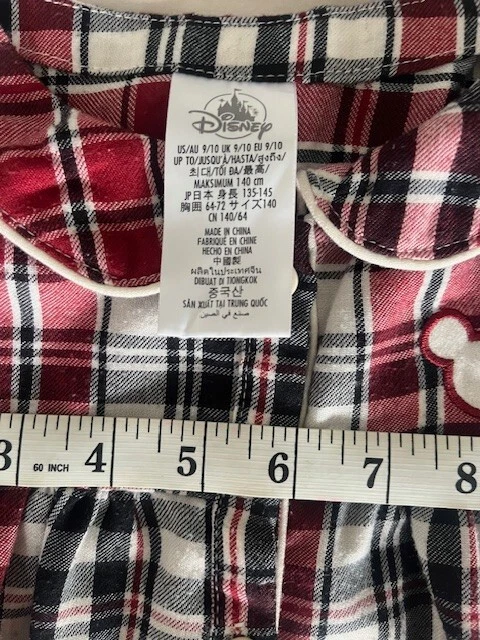 Disney
US/AU 9/10 UK 9/10 EU 9/10
UP TO/JUSQU'À/HASTA/สูงถึง/
최대/TỐI ĐA/最高/
MAKSIMUM 140 cm
JP日本 身長 135-145
胸囲 64-72 サイズ140
CN 140/64
MADE IN CHINA
FABRIQUÉ EN CHINE
HECHO EN CHINA
中國製
ผลิตในประเทศจีน
DIBUAT DI TIONGKOK
중국산
SẢN XUẤT TẠI TRUNG QUỐC
صنع في الصين
3 60 INCH 4 5 6 7 8